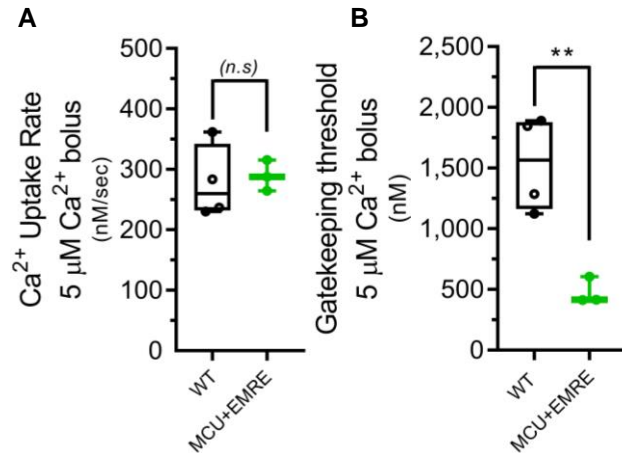 A
Ca²⁺ Uptake Rate
5 μM Ca²⁺ bolus
(nM/sec)
500
400
300
200
100
0
(n.s)
WT
MCU+EMRE
B
Gatekeeping threshold
5 μM Ca²⁺ bolus
(nM)
2,500
2,000
1,500
1,000
500
0
**
WT
MCU+EMRE